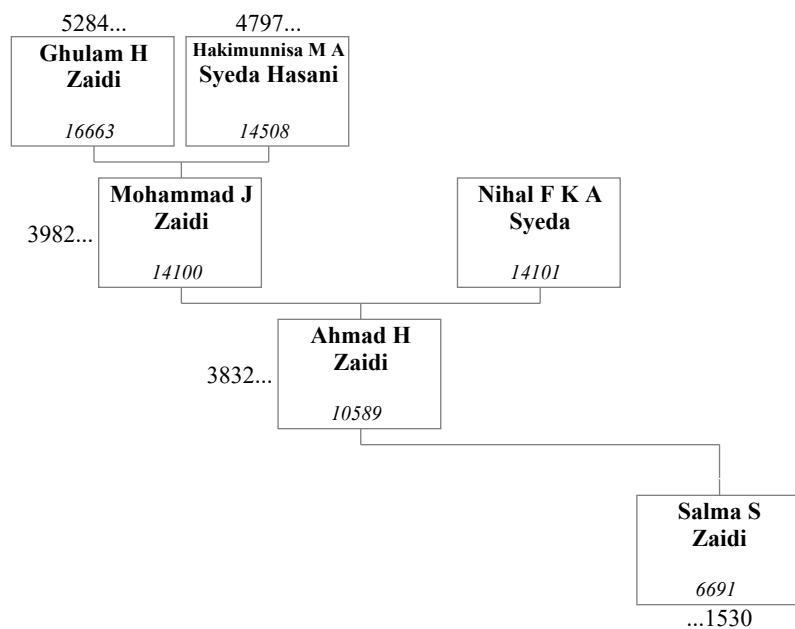 5284...
4797...
Ghulam H
Zaidi
16663
Hakimunnisa M A
Syeda Hasani
14508
3982...
Mohammad J
Zaidi
14100
Nihal F K A
Syeda
14101
3832...
Ahmad H
Zaidi
10589
Salma S
Zaidi
6691
...1530